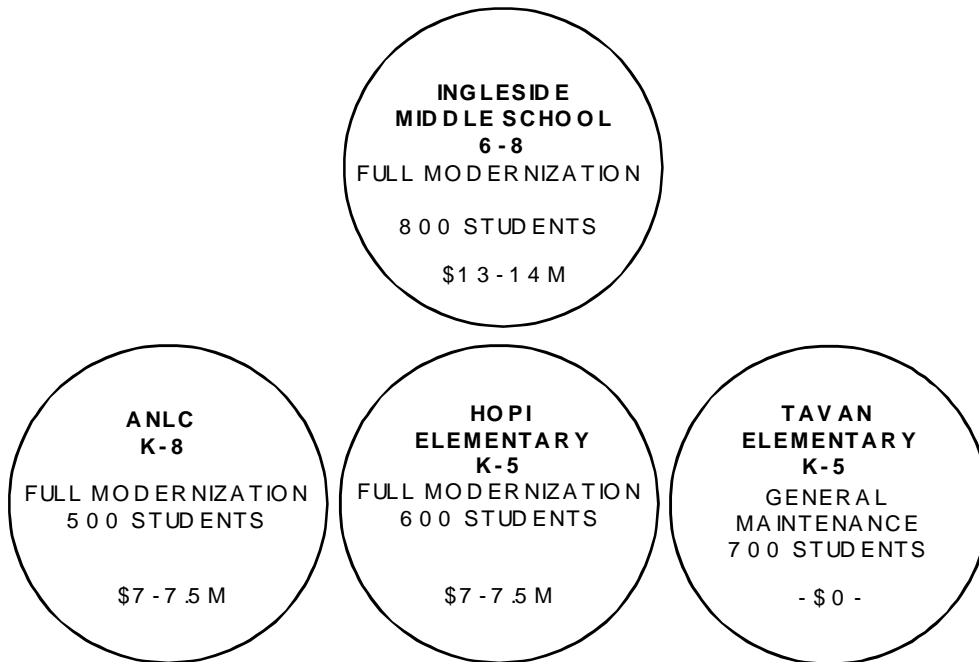 INGLESIDE
MIDDLE SCHOOL
6-8
FULL MODERNIZATION
800 STUDENTS
$13-14 M
ANLC
K-8
FULL MODERNIZATION
500 STUDENTS
$7-7.5 M
HOPI
ELEMENTARY
K-5
FULL MODERNIZATION
600 STUDENTS
$7-7.5 M
TAVAN
ELEMENTARY
K-5
GENERAL
MAINTENANCE
700 STUDENTS
- $0 -